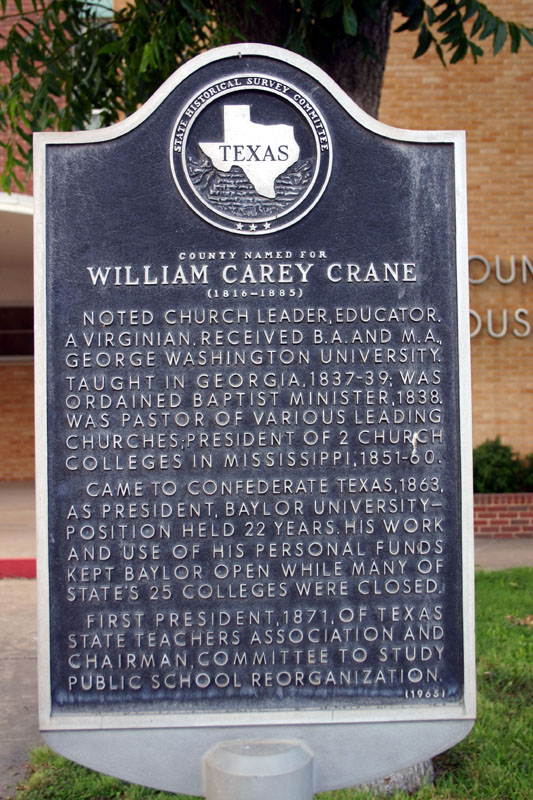 STATE HISTORICAL SURVEY COMMITTEE
TEXAS
COUNTY NAMED FOR
WILLIAM CAREY CRANE
(1816-1885)
NOTED CHURCH LEADER, EDUCATOR.
A VIRGINIAN. RECEIVED B.A. AND M.A.,
GEORGE WASHINGTON UNIVERSITY.
TAUGHT IN GEORGIA, 1837-39; WAS
ORDAINED BAPTIST MINISTER, 1838.
WAS PASTOR OF VARIOUS LEADING
CHURCHES; PRESIDENT OF 2 CHURCH
COLLEGES IN MISSISSIPPI, 1851-60.
CAME TO CONFEDERATE TEXAS, 1863,
AS PRESIDENT, BAYLOR UNIVERSITY—
POSITION HELD 22 YEARS. HIS WORK
AND USE OF HIS PERSONAL FUNDS
KEPT BAYLOR OPEN WHILE MANY OF
STATE'S 25 COLLEGES WERE CLOSED.
FIRST PRESIDENT, 1871, OF TEXAS
STATE TEACHERS ASSOCIATION AND
CHAIRMAN, COMMITTEE TO STUDY
PUBLIC SCHOOL REORGANIZATION.
(1965)
OUN
OUS